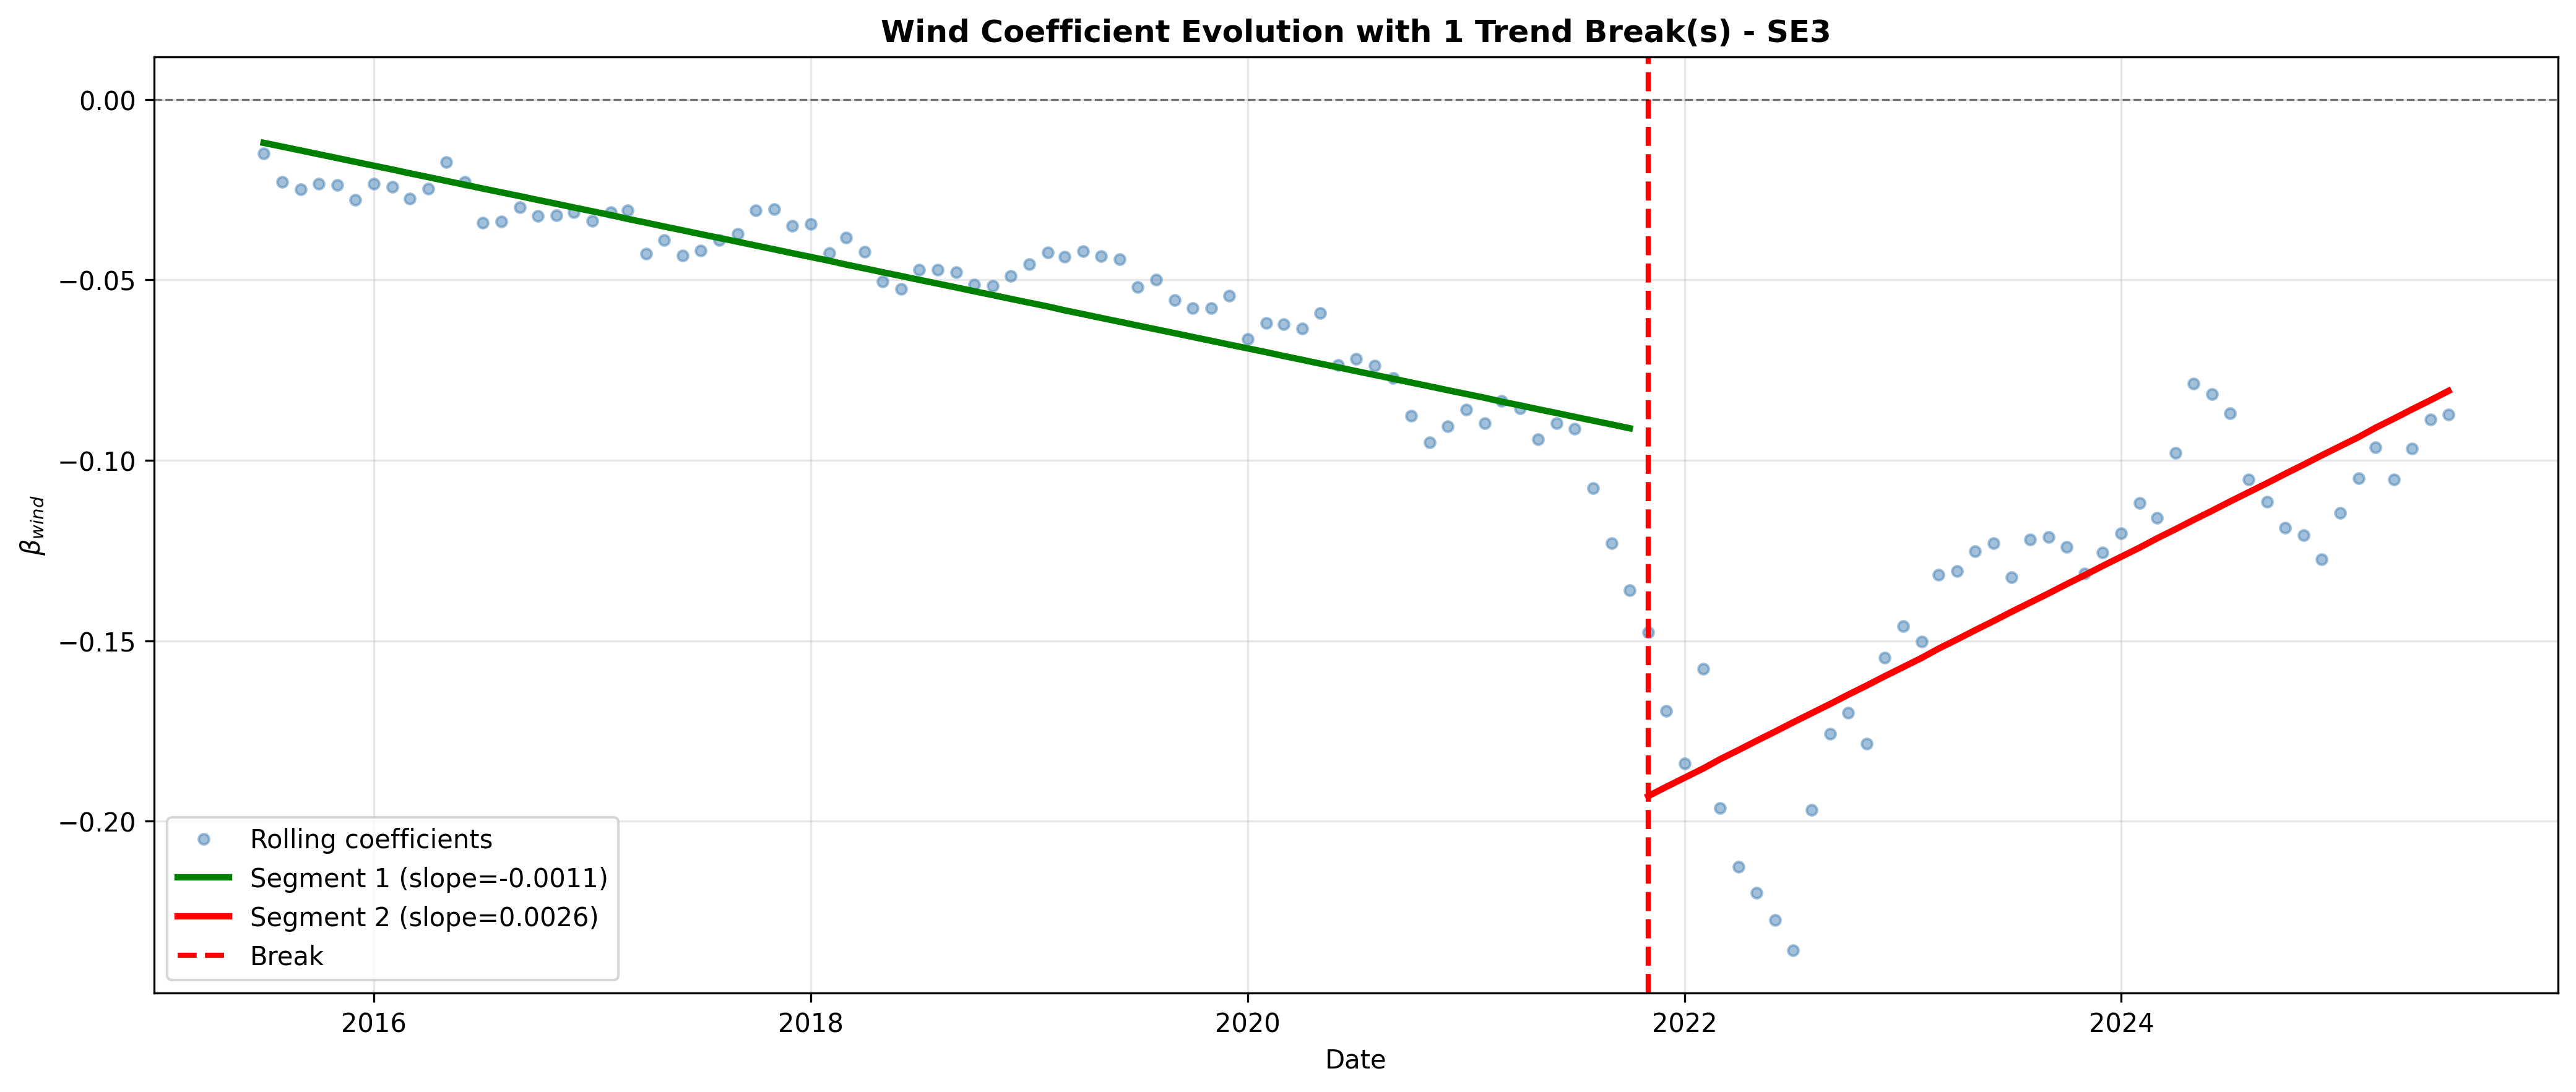 Wind Coefficient Evolution with 1 Trend Break(s) - SE3
0.00
−0.05
−0.10
−0.15
−0.20
β_wind
Rolling coefficients
Segment 1 (slope=-0.0011)
Segment 2 (slope=0.0026)
Break
2016 2018 2020 2022 2024
Date